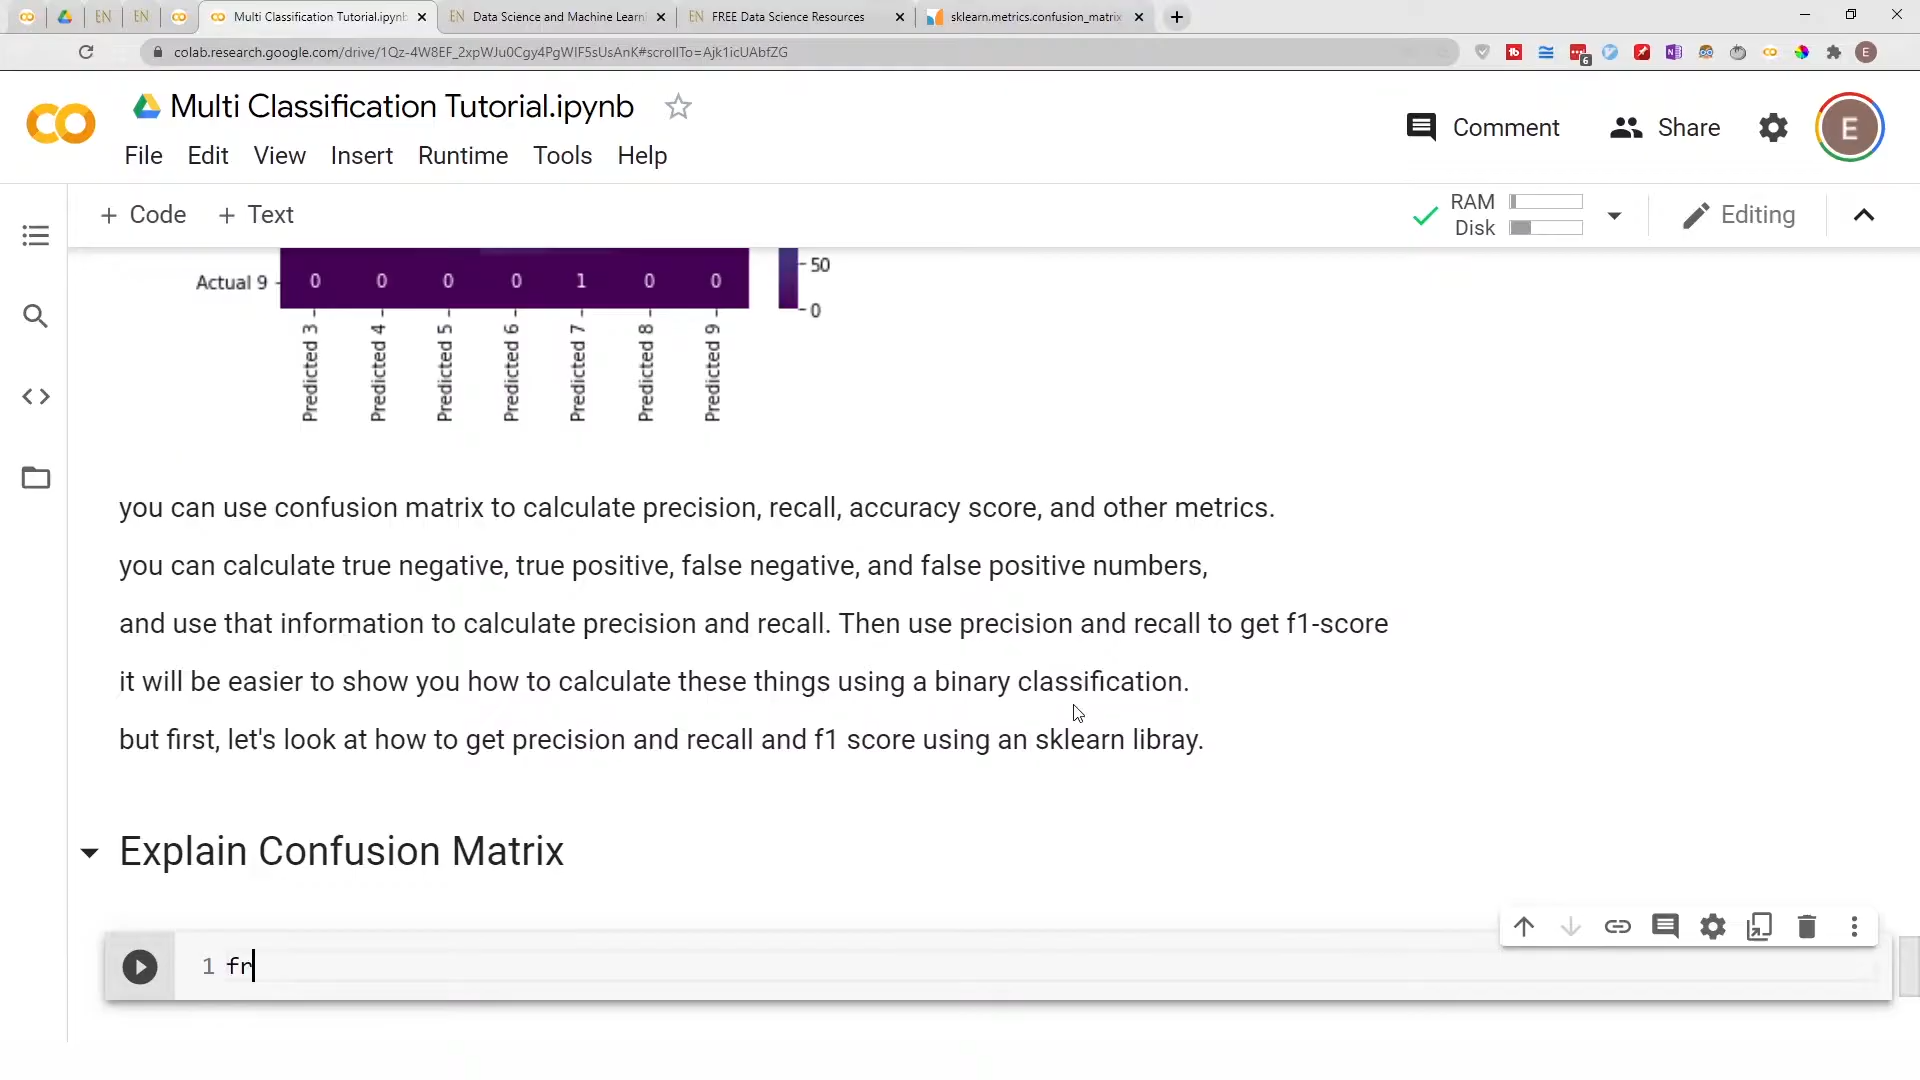 Multi Classification Tutorial.ipynb
Data Science and Machine Learn
FREE Data Science Resources
sklearn.metrics.confusion_matrix
colab.research.google.com/drive/1Qz-4W8EF_2xpWJu0Cgy4PgWIF5sUsAnK#scrollTo=Ajk1icUAbfZG
Multi Classification Tutorial.ipynb
Comment
Share
E
File Edit View Insert Runtime Tools Help
+ Code + Text
RAM
Disk
Editing
50
Actual 9
0 0 0 0 1 0 0
0
Predicted 3
Predicted 4
Predicted 5
Predicted 6
Predicted 7
Predicted 8
Predicted 9
you can use confusion matrix to calculate precision, recall, accuracy score, and other metrics.
you can calculate true negative, true positive, false negative, and false positive numbers,
and use that information to calculate precision and recall. Then use precision and recall to get f1-score
it will be easier to show you how to calculate these things using a binary classification.
but first, let's look at how to get precision and recall and f1 score using an sklearn libray.
Explain Confusion Matrix
1 fr